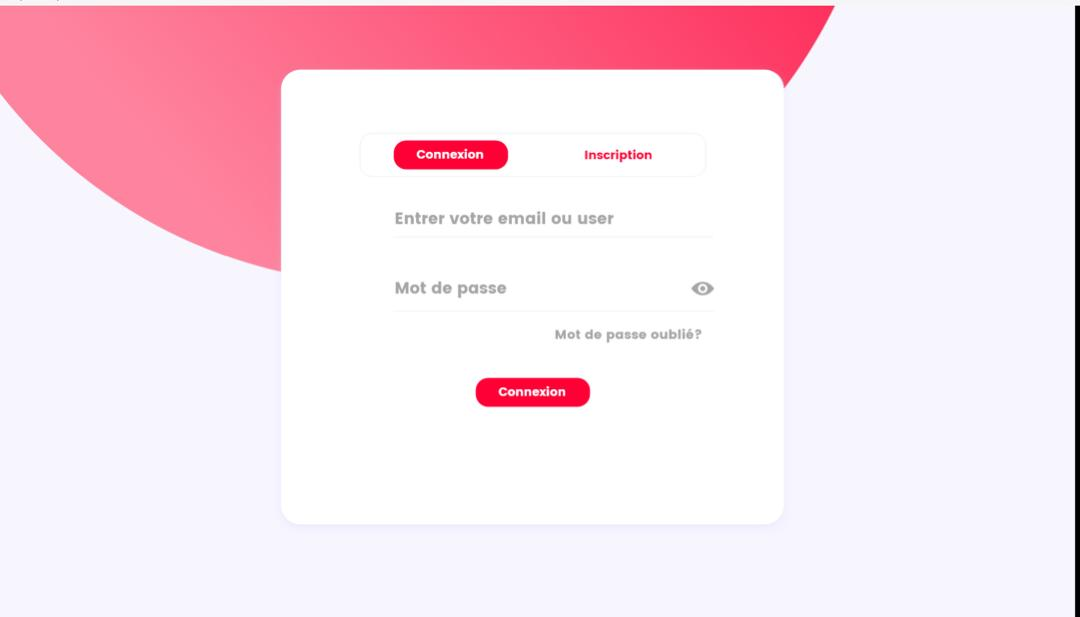 Connexion Inscription
Entrer votre email ou user
Mot de passe
Mot de passe oublié?
Connexion